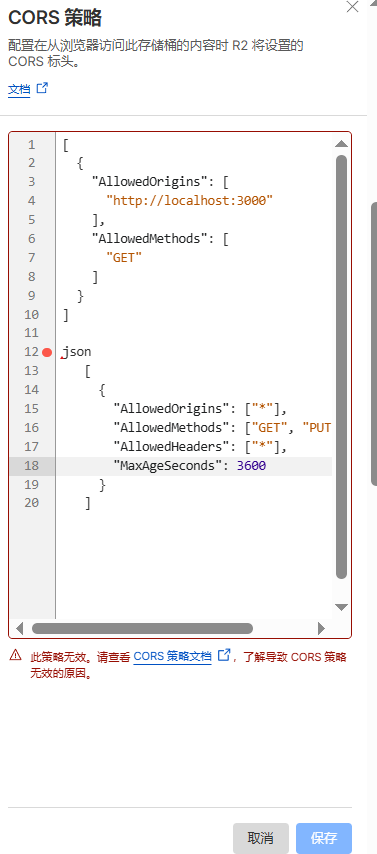 CORS 策略
配置在从浏览器访问此存储桶的内容时 R2 将设置的
CORS 标头。
文档
1 [
2 {
3 "AllowedOrigins": [
4 "http://localhost:3000"
5 ],
6 "AllowedMethods": [
7 "GET"
8 ]
9 }
10 ]
11
12 json
13 [
14 {
15 "AllowedOrigins": ["*"],
16 "AllowedMethods": ["GET", "PUT
17 "AllowedHeaders": ["*"],
18 "MaxAgeSeconds": 3600
19 }
20 ]
此策略无效。请查看 CORS 策略文档，了解导致 CORS 策略
无效的原因。
取消 保存